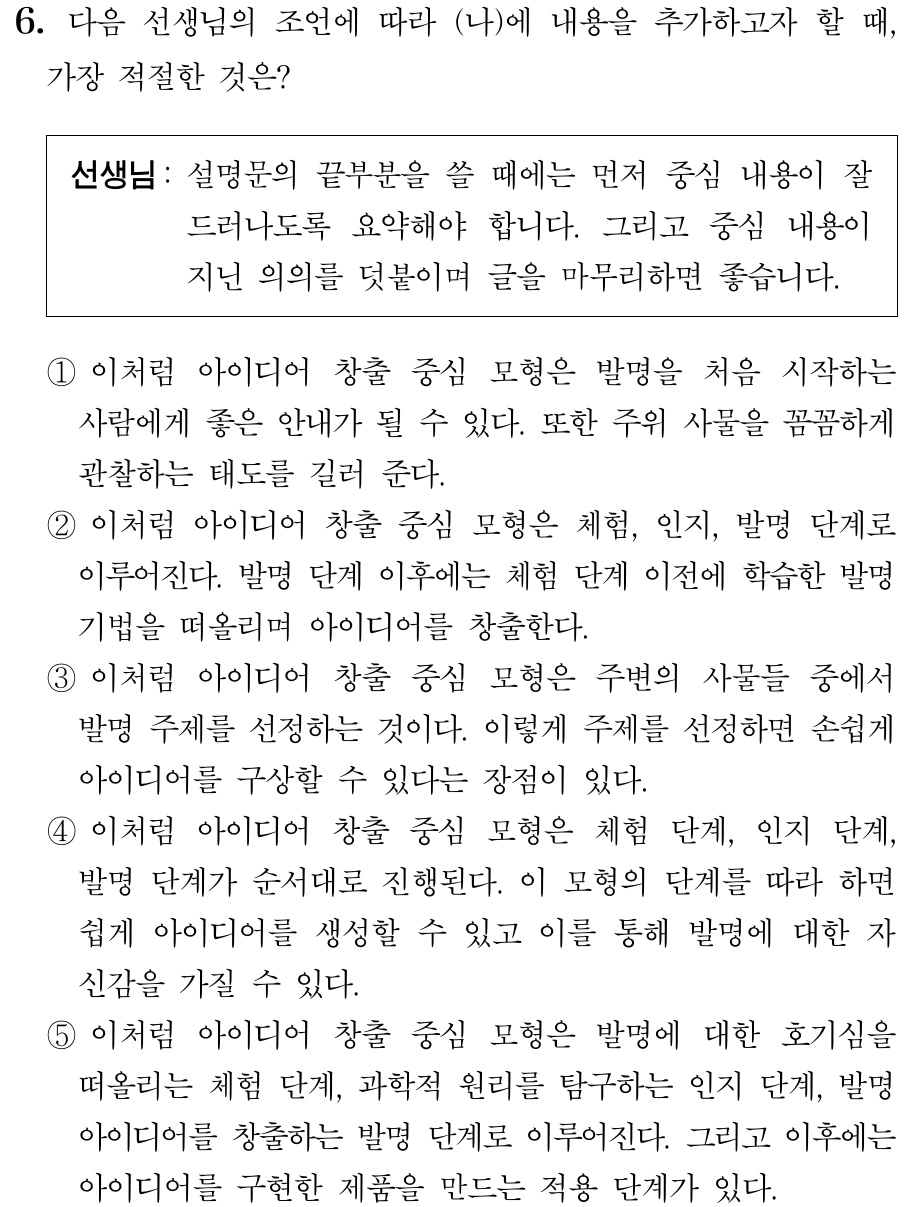 6. 다음 선생님의 조언에 따라 (나)에 내용을 추가하고자 할 때,
가장 적절한 것은?
선생님 : 설명문의 끝부분을 쓸 때에는 먼저 중심 내용이 잘
드러나도록 요약해야 합니다. 그리고 중심 내용이
지닌 의의를 덧붙이며 글을 마무리하면 좋습니다.
① 이처럼 아이디어 창출 중심 모형은 발명을 처음 시작하는
사람에게 좋은 안내가 될 수 있다. 또한 주위 사물을 꼼꼼하게
관찰하는 태도를 길러 준다.
② 이처럼 아이디어 창출 중심 모형은 체험, 인지, 발명 단계로
이루어진다. 발명 단계 이후에는 체험 단계 이전에 학습한 발명
기법을 떠올리며 아이디어를 창출한다.
③ 이처럼 아이디어 창출 중심 모형은 주변의 사물들 중에서
발명 주제를 선정하는 것이다. 이렇게 주제를 선정하면 손쉽게
아이디어를 구상할 수 있다는 장점이 있다.
④ 이처럼 아이디어 창출 중심 모형은 체험 단계, 인지 단계,
발명 단계가 순서대로 진행된다. 이 모형의 단계를 따라 하면
쉽게 아이디어를 생성할 수 있고 이를 통해 발명에 대한 자
신감을 가질 수 있다.
⑤ 이처럼 아이디어 창출 중심 모형은 발명에 대한 호기심을
떠올리는 체험 단계, 과학적 원리를 탐구하는 인지 단계, 발명
아이디어를 창출하는 발명 단계로 이루어진다. 그리고 이후에는
아이디어를 구현한 제품을 만드는 적용 단계가 있다.